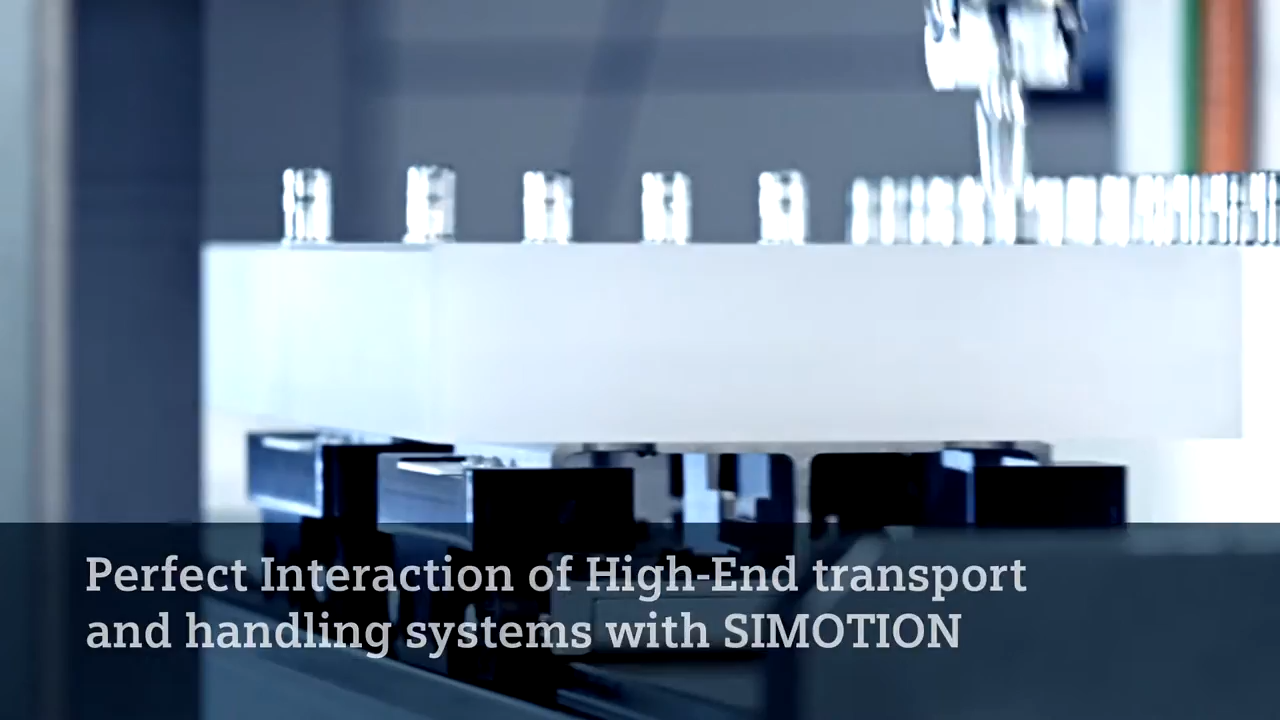 Perfect Interaction of High-End transport
and handling systems with SIMOTION